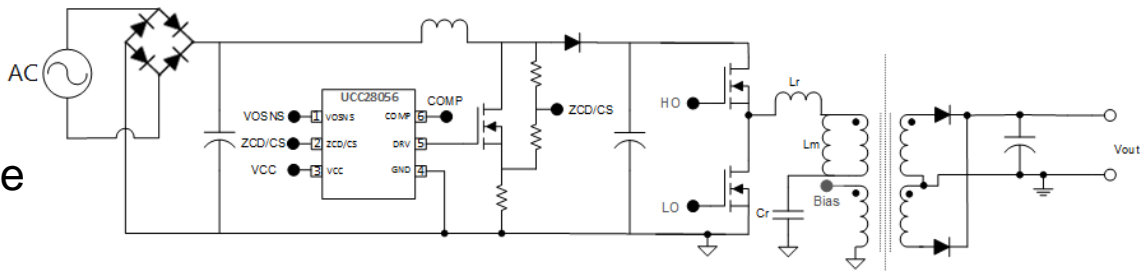 AC
e
UCC28056
VOSNS 1 VOSNS COMP 6 COMP
ZCD/CS 2 ZCD/CS DRV 5
VCC 3 VCC GND 4
ZCD/CS
HO
LO
Lr
Lm
Cr
Bias
Vout